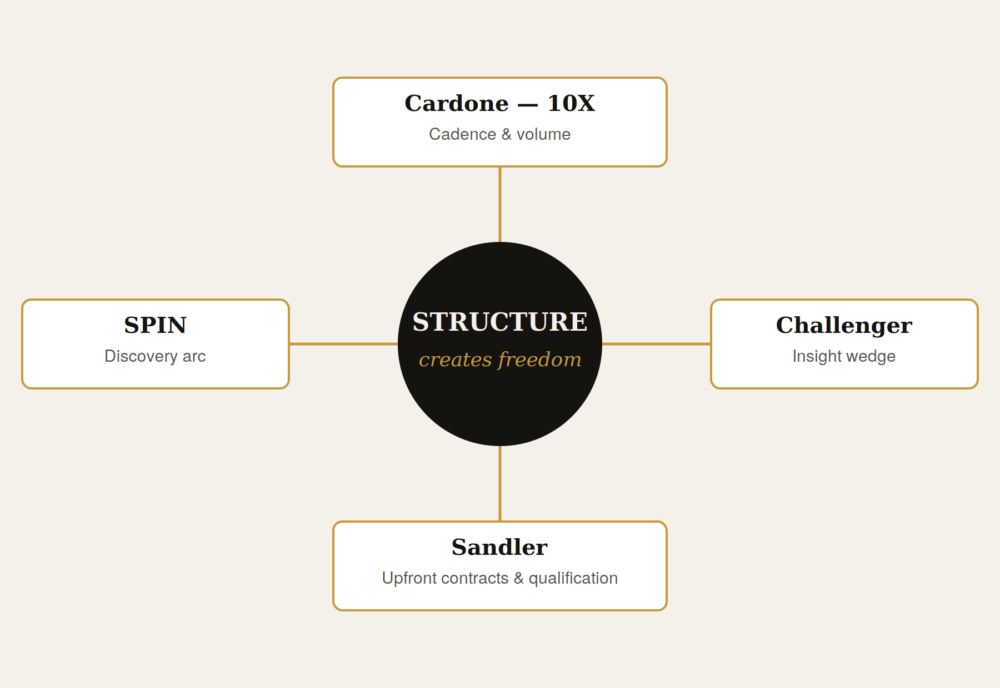 Cardone — 10X
Cadence & volume
SPIN
Discovery arc
STRUCTURE
creates freedom
Challenger
Insight wedge
Sandler
Upfront contracts & qualification